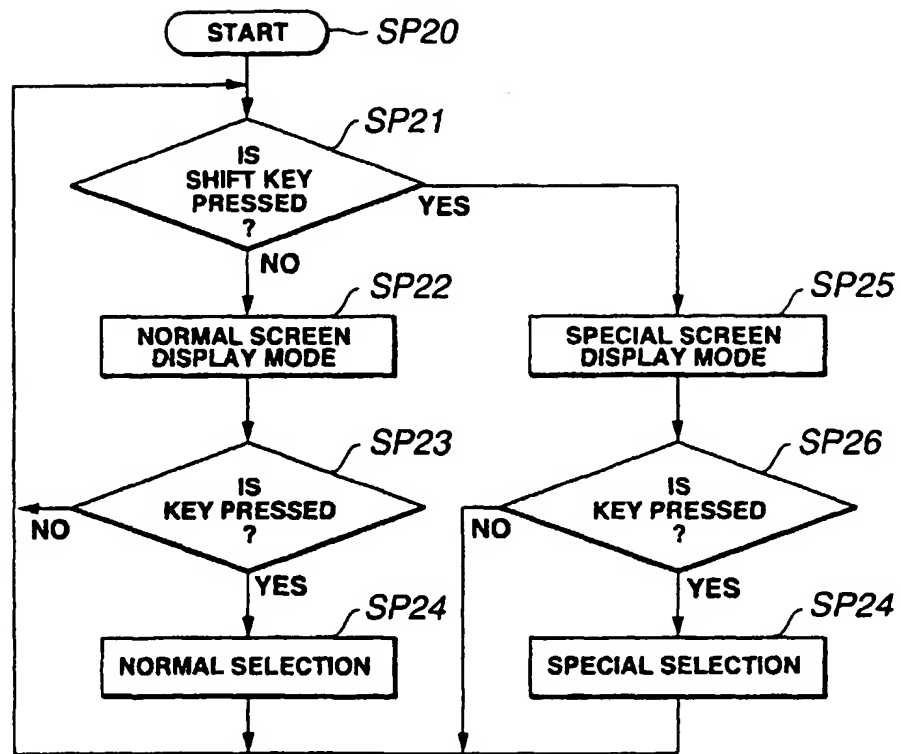 START
SP20
SP21
IS
SHIFT KEY
PRESSED
?
YES
NO
SP22
NORMAL SCREEN
DISPLAY MODE
SP25
SPECIAL SCREEN
DISPLAY MODE
SP23
IS
KEY PRESSED
?
NO
YES
SP26
IS
KEY PRESSED
?
NO
YES
SP24
NORMAL SELECTION
SP24
SPECIAL SELECTION